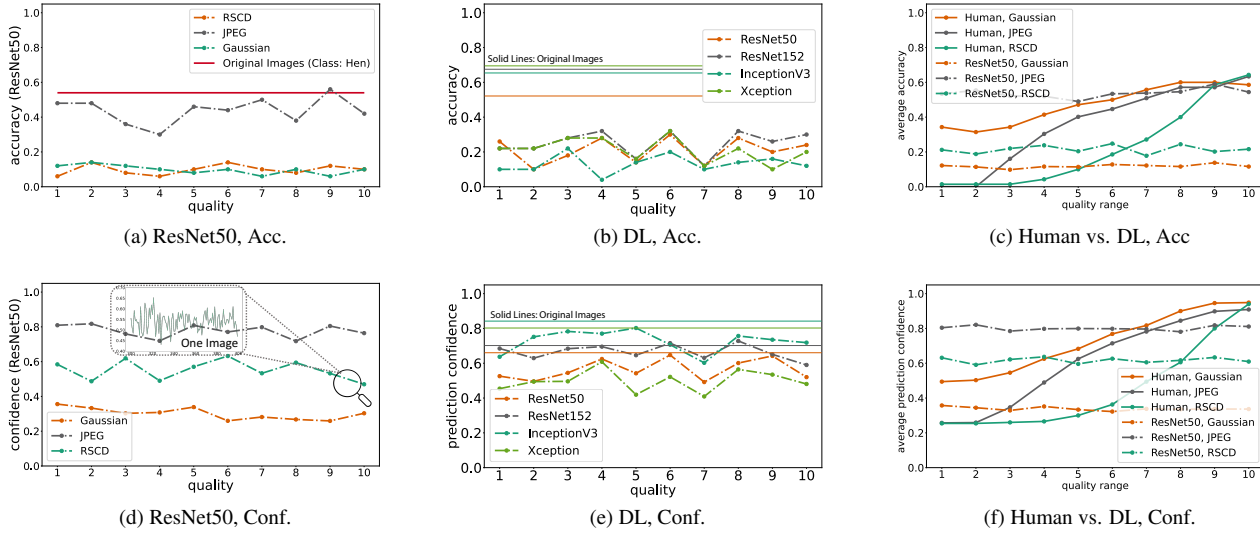 1.0
0.8
0.6
0.4
0.2
0.0
1 2 3 4 5 6 7 8 9 10
quality
accuracy (ResNet50)
RSCD
JPEG
Gaussian
Original Images (Class: Hen)
(a) ResNet50, Acc.
1.0
0.8
0.6
0.4
0.2
0.0
1 2 3 4 5 6 7 8 9 10
quality
accuracy
Solid Lines: Original Images
ResNet50
ResNet152
InceptionV3
Xception
(b) DL, Acc.
1.0
0.8
0.6
0.4
0.2
0.0
1 2 3 4 5 6 7 8 9 10
quality range
average accuracy
Human, Gaussian
Human, JPEG
Human, RSCD
ResNet50, Gaussian
ResNet50, JPEG
ResNet50, RSCD
(c) Human vs. DL, Acc
1.0
0.8
0.6
0.4
0.2
0.0
1 2 3 4 5 6 7 8 9 10
quality
confidence (ResNet50)
One Image
Gaussian
JPEG
RSCD
(d) ResNet50, Conf.
1.0
0.8
0.6
0.4
0.2
0.0
1 2 3 4 5 6 7 8 9 10
quality
prediction confidence
Solid Lines: Original Images
ResNet50
ResNet152
InceptionV3
Xception
(e) DL, Conf.
1.0
0.8
0.6
0.4
0.2
0.0
1 2 3 4 5 6 7 8 9 10
quality range
average prediction confidence
Human, Gaussian
Human, JPEG
Human, RSCD
ResNet50, Gaussian
ResNet50, JPEG
ResNet50, RSCD
(f) Human vs. DL, Conf.